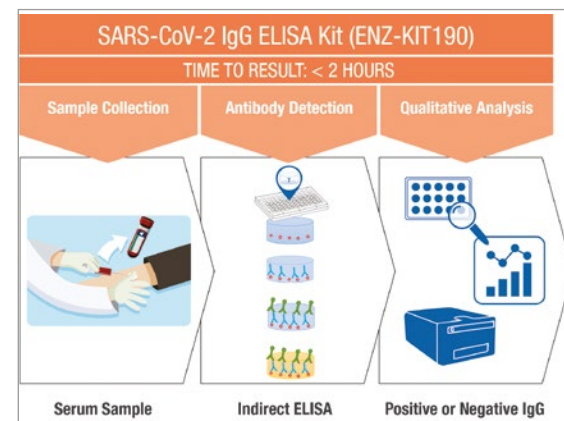 SARS-CoV-2 IgG ELISA Kit (ENZ-KIT190)
TIME TO RESULT: < 2 HOURS
Sample Collection
Antibody Detection
Qualitative Analysis
Serum Sample
Indirect ELISA
Positive or Negative IgG